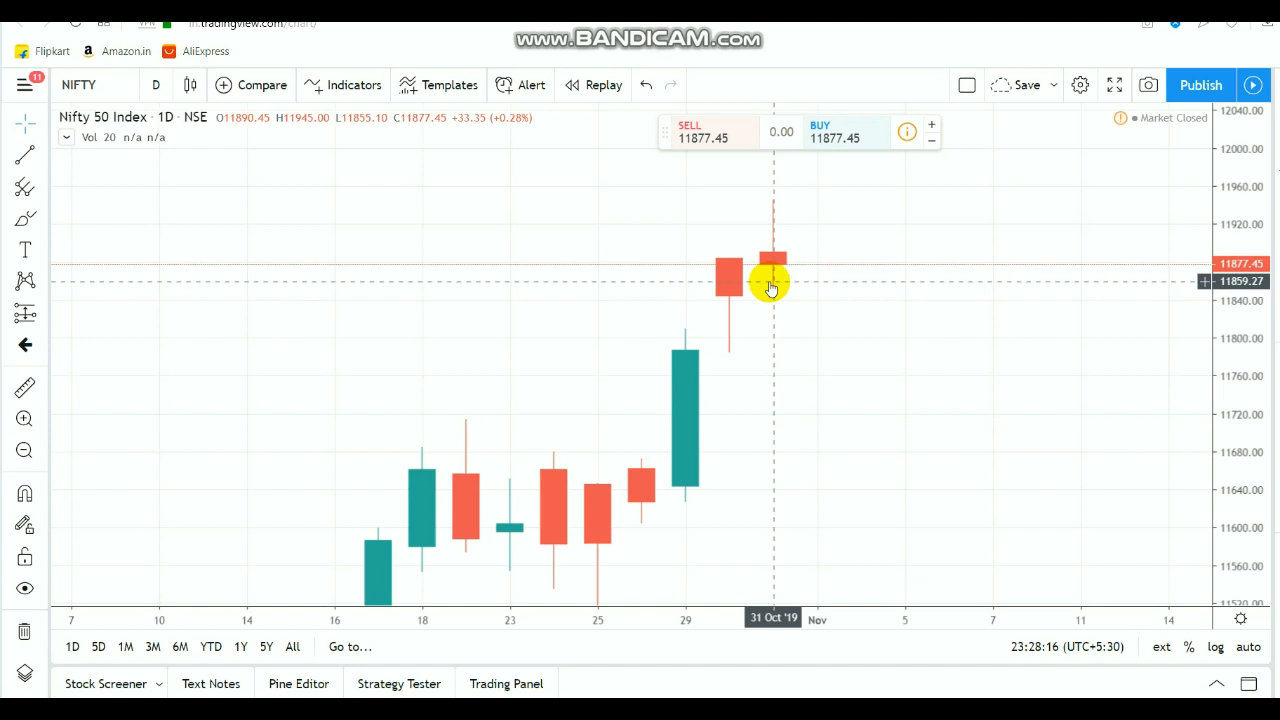 in.tradingview.com/chart/
www.BANDICAM.com
Flipkart Amazon.in AliExpress
11 NIFTY D Compare Indicators Templates Alert Replay Save Publish
Nifty 50 Index · 1D · NSE O11890.45 H11945.00 L11855.10 C11877.45 +33.35 (+0.28%)
Vol 20 n/a n/a
SELL 11877.45 0.00 BUY 11877.45
Market Closed
12040.00
12000.00
11960.00
11920.00
11877.45
11859.27
11840.00
11800.00
11760.00
11720.00
11680.00
11640.00
11600.00
11560.00
11520.00
7 10 14 16 18 23 25 29 31 Oct '19 Nov 5 7 11 14
1D 5D 1M 3M 6M YTD 1Y 5Y All Go to... 23:28:16 (UTC+5:30) ext % log auto
Stock Screener Text Notes Pine Editor Strategy Tester Trading Panel